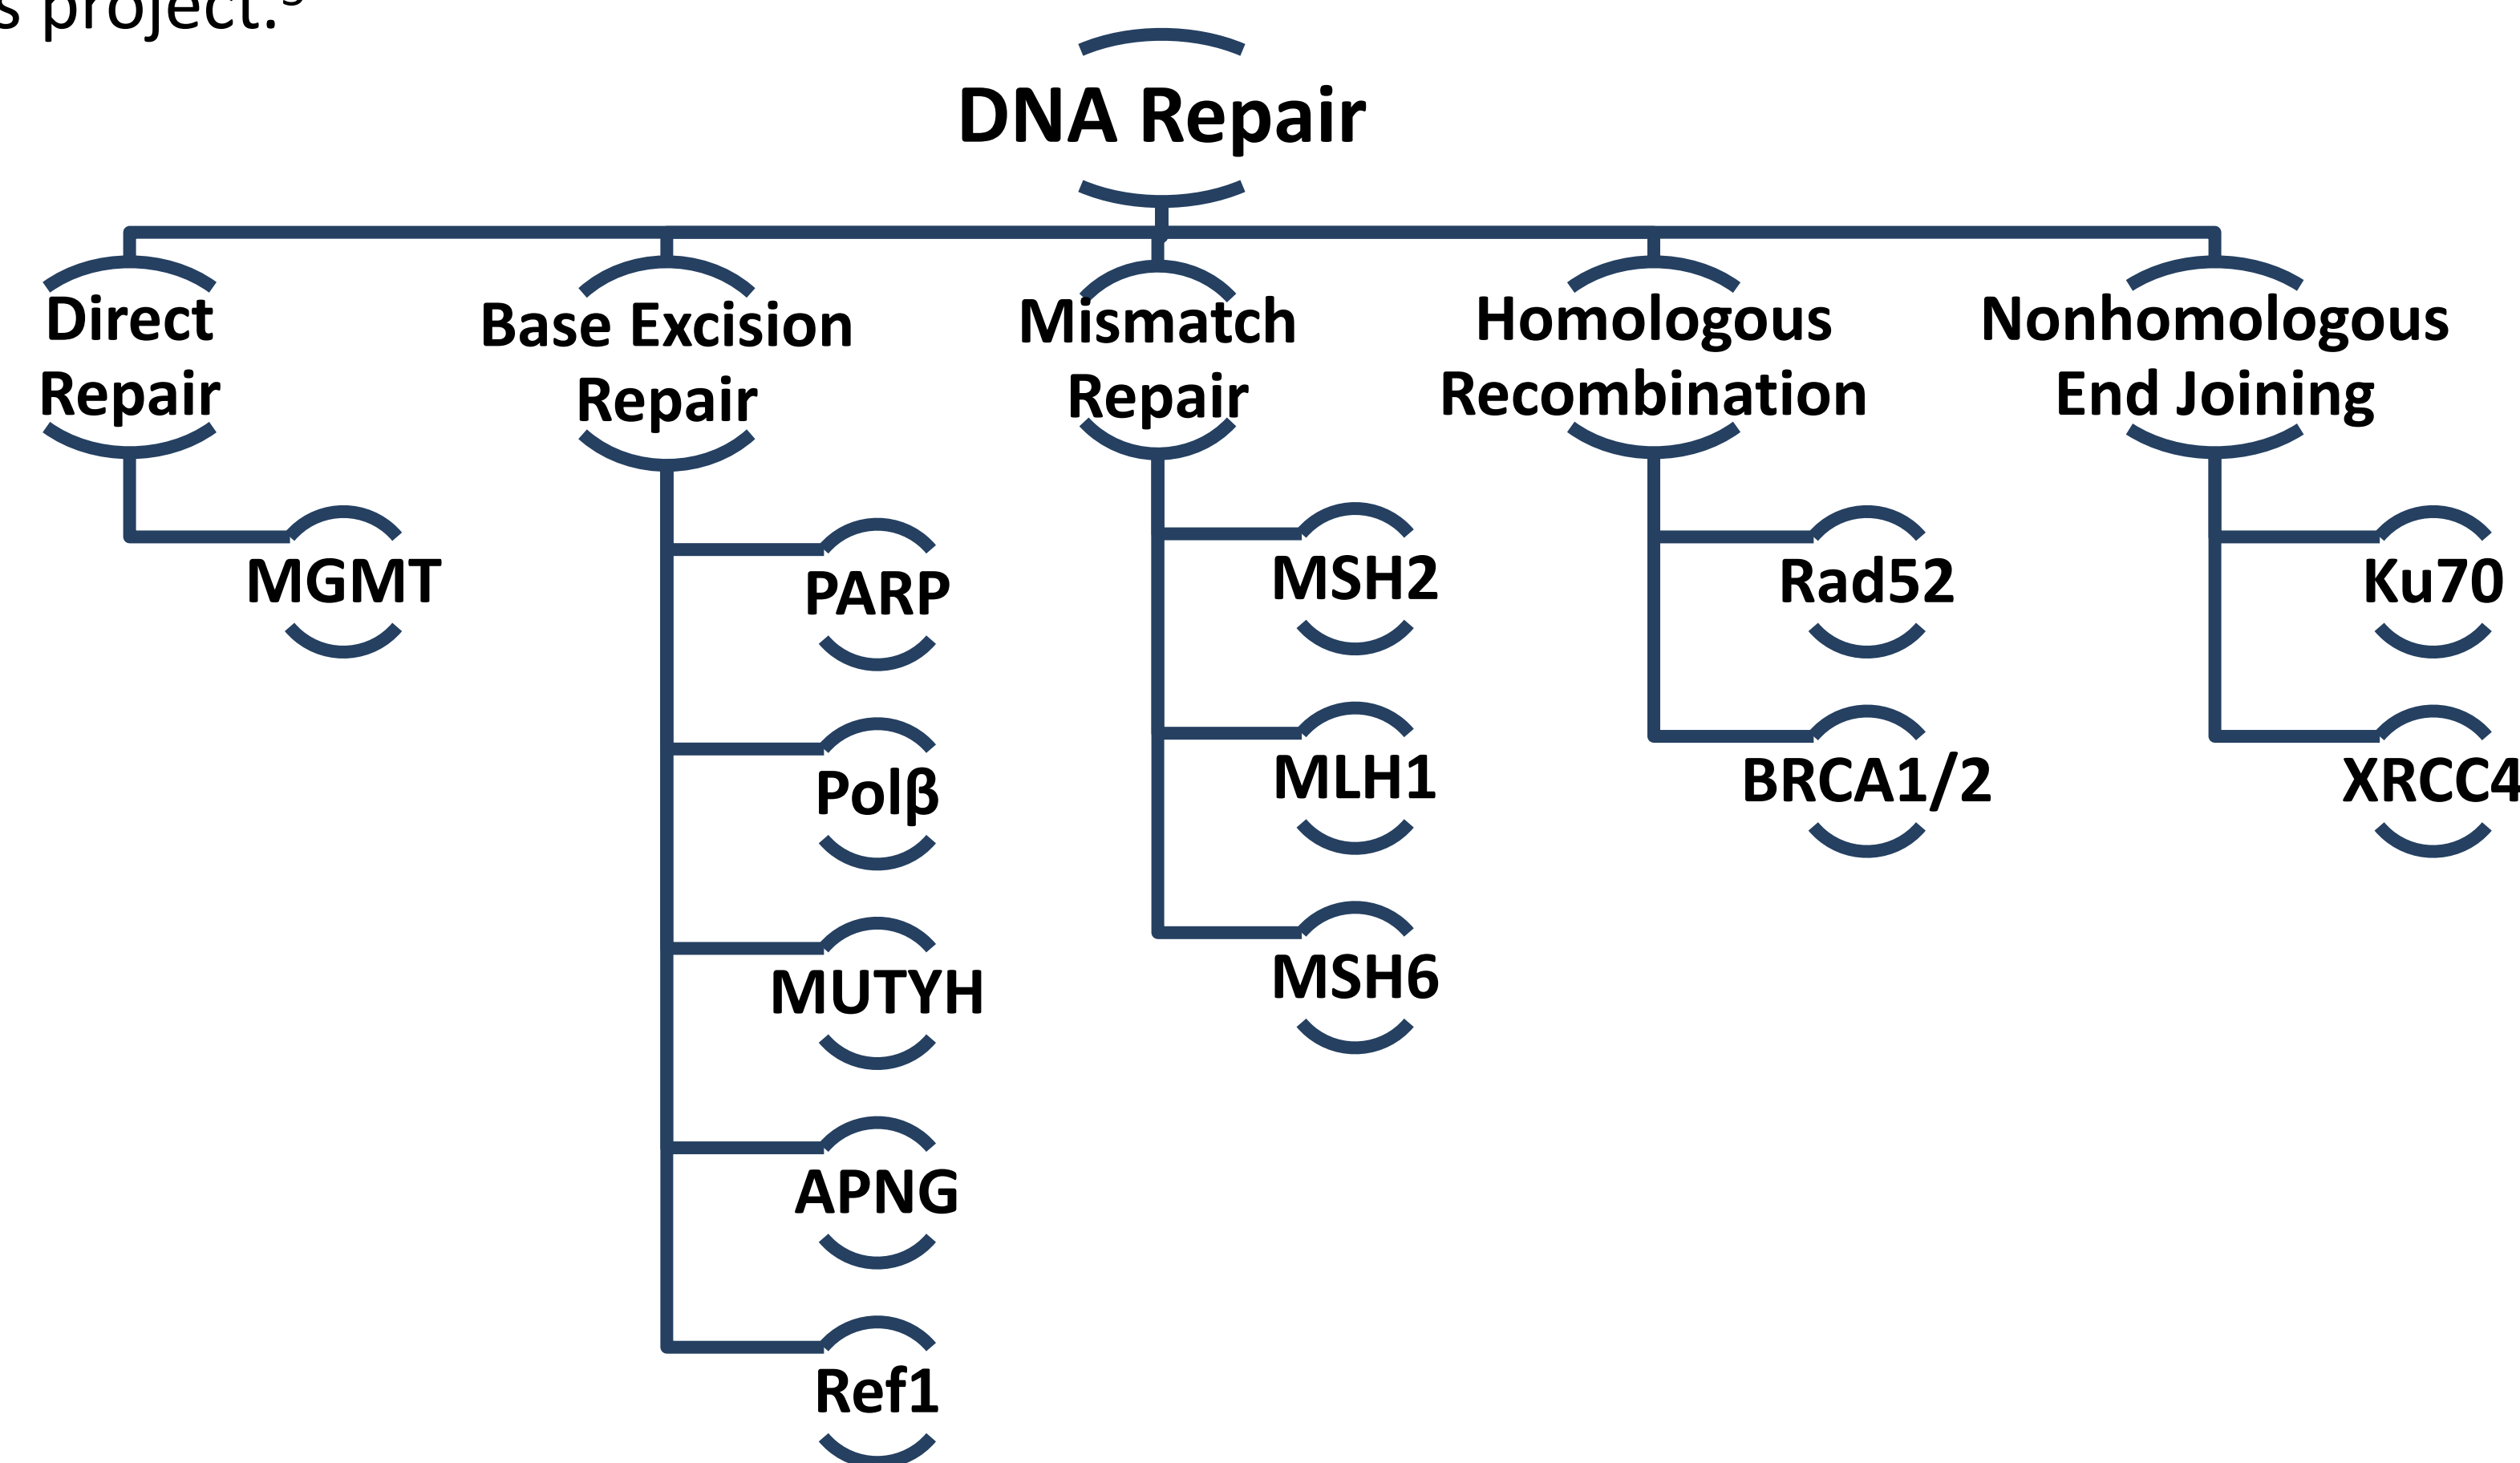 s project.
DNA Repair
Direct
Repair
Base Excision
Repair
Mismatch
Repair
Homologous
Recombination
Nonhomologous
End Joining
MGMT
PARP
Polβ
MUTYH
APNG
Ref1
MSH2
MLH1
MSH6
Rad52
BRCA1/2
Ku70
XRCC4